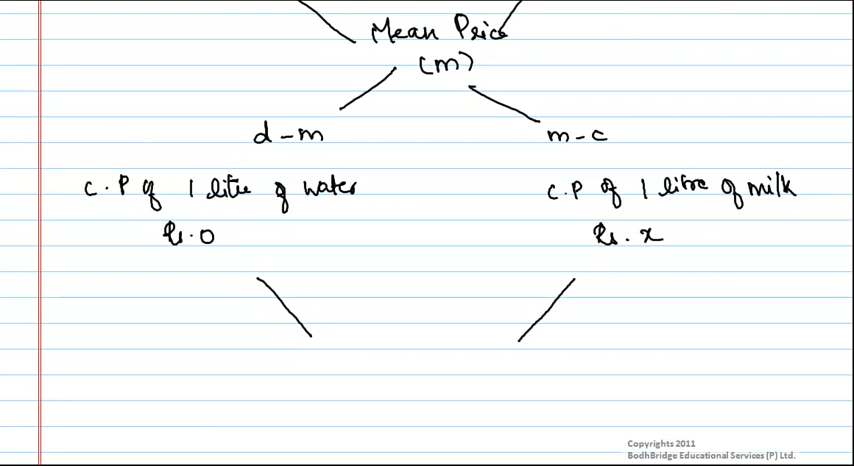 Mean Price
(m)
d-m m-c
C.P of 1 litre of water C.P of 1 litre of milk
Rs. 0 Rs. x
Copyrights 2011
BodhBridge Educational Services (P) Ltd.